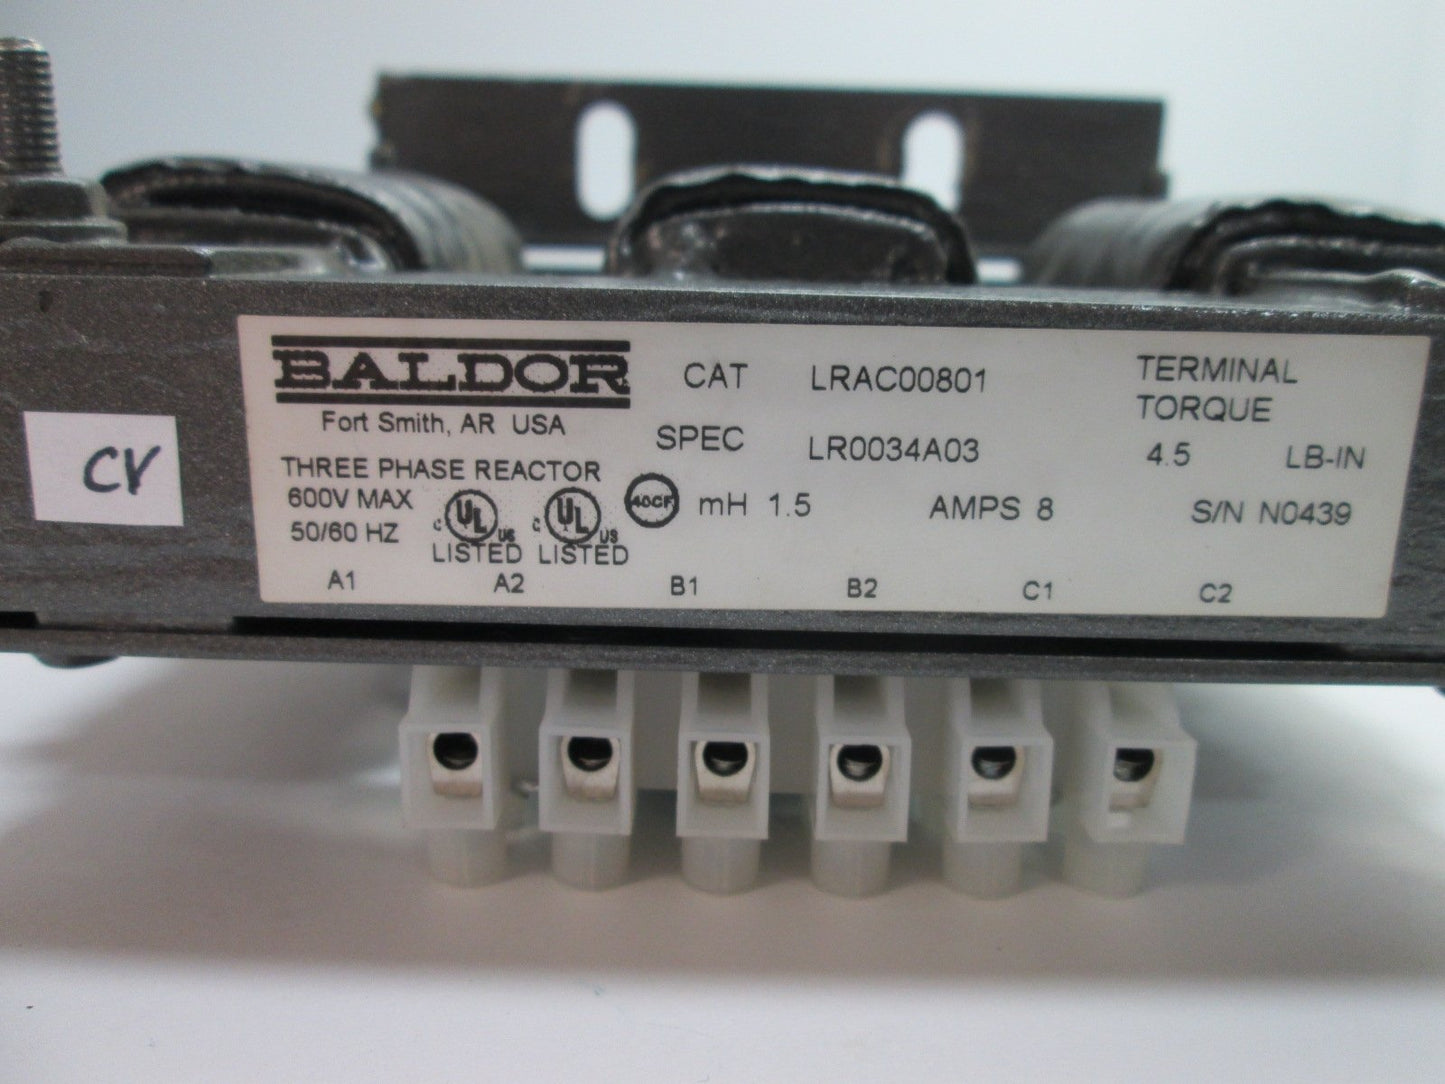 CV
BALDOR
Fort Smith, AR USA
THREE PHASE REACTOR
600V MAX
50/60 HZ
c UL US
LISTED
c UL US
LISTED
CAT LRAC00801
SPEC LR0034A03
mH 1.5 AMPS 8
TERMINAL
TORQUE
4.5 LB-IN
S/N N0439
A1 A2 B1 B2 C1 C2